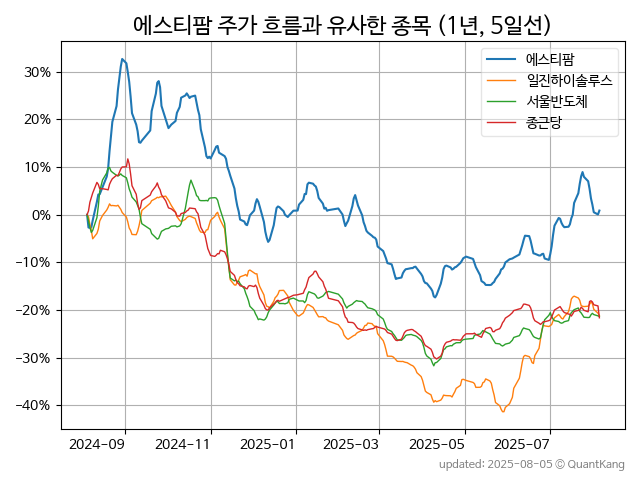 에스티팜 주가 흐름과 유사한 종목 (1년, 5일선)
에스티팜
일진하이솔루스
서울반도체
종근당
30%
20%
10%
0%
−10%
−20%
−30%
−40%
2024-09
2024-11
2025-01
2025-03
2025-05
2025-07
updated: 2025-08-05 © QuantKang